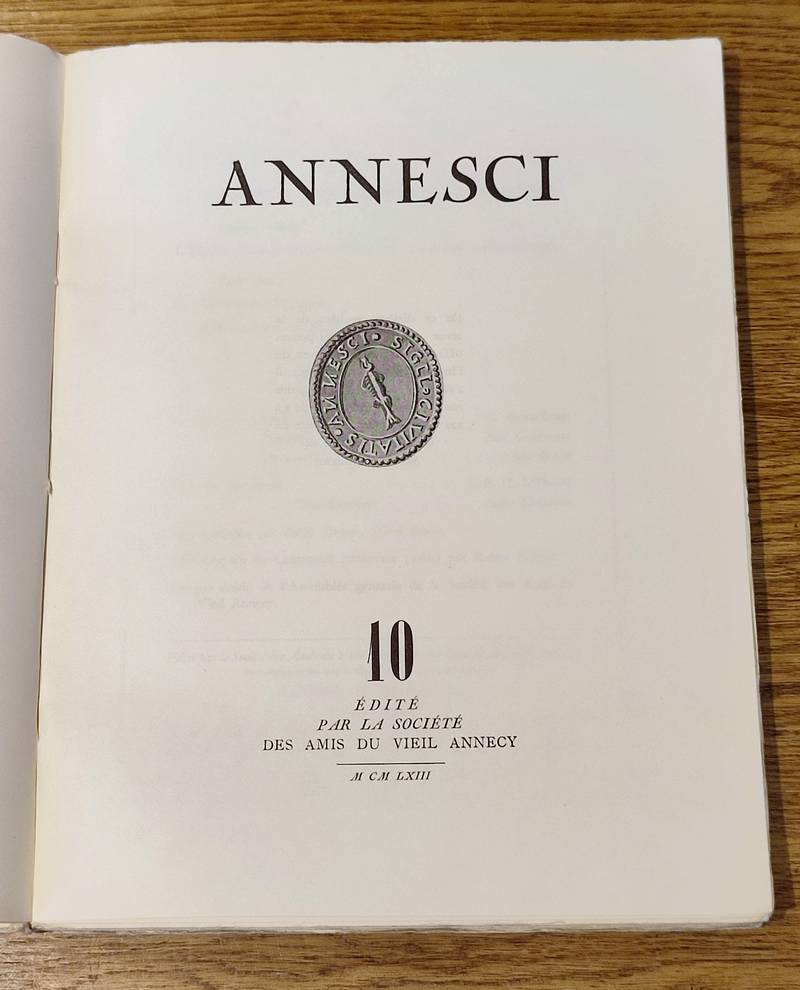 ANNESCI
SIGIL · CIVITATIS · ANNESCI
10
ÉDITÉ
PAR LA SOCIÉTÉ
DES AMIS DU VIEIL ANNECY
M CM LXIII